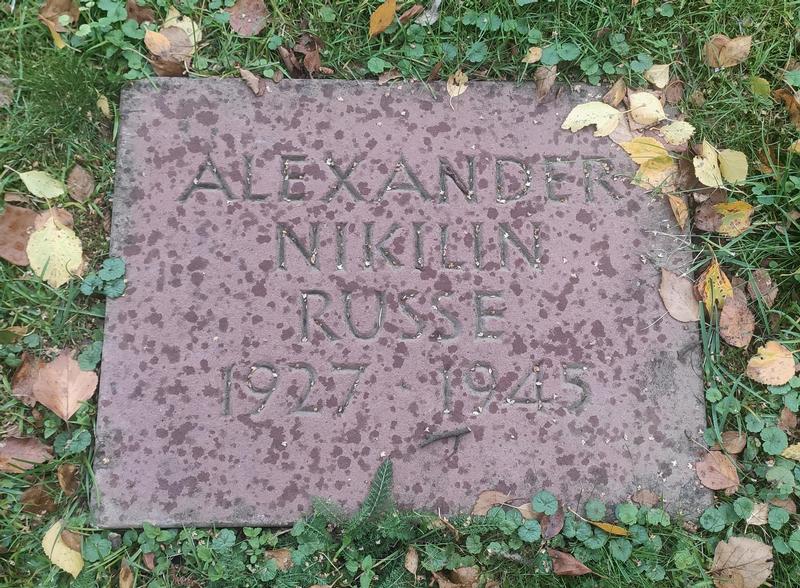 ALEXANDER
NIKILIN
RUSSE
1927 · 1945